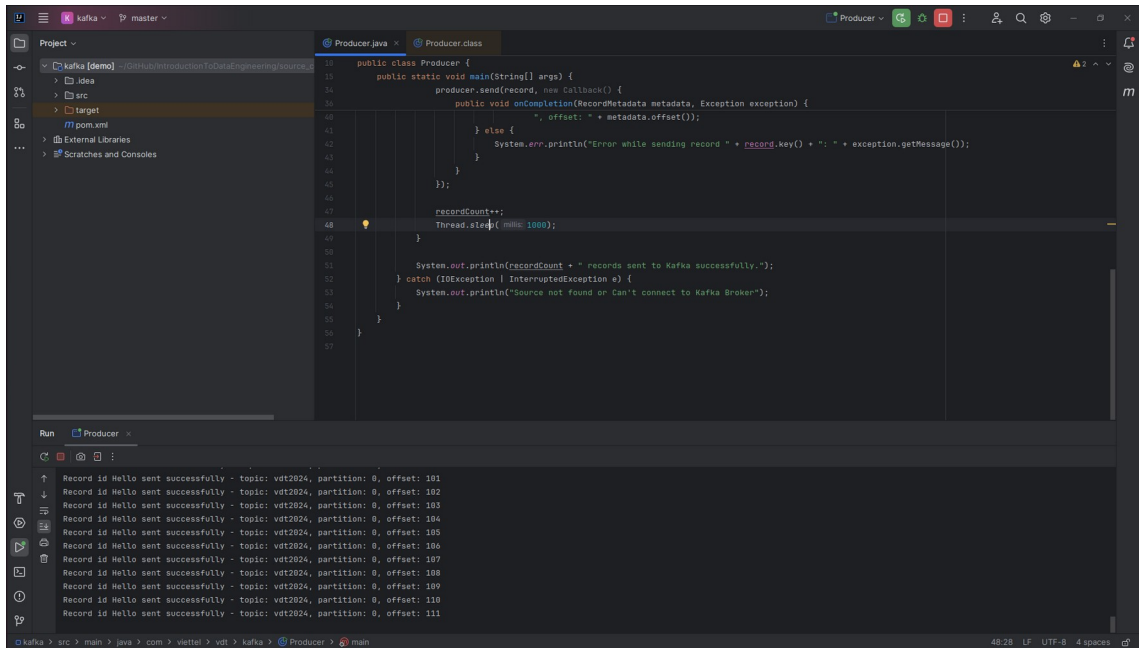 kafka master Producer
Project Producer.java Producer.class
kafka [demo] ~/GitHub/IntroductionToDataEngineering/source_c
.idea
src
target
pom.xml
External Libraries
Scratches and Consoles
10 public class Producer {
15 public static void main(String[] args) {
34 producer.send(record, new Callback() {
36 public void onCompletion(RecordMetadata metadata, Exception exception) {
40 ", offset: " + metadata.offset());
41 } else {
42 System.err.println("Error while sending record " + record.key() + ": " + exception.getMessage());
43 }
44 }
45 });
46
47 recordCount++;
48 Thread.sleep( millis: 1000);
49 }
50
51 System.out.println(recordCount + " records sent to Kafka successfully.");
52 } catch (IOException | InterruptedException e) {
53 System.out.println("Source not found or Can't connect to Kafka Broker");
54 }
55 }
56 }
57
2
Run Producer
Record id Hello sent successfully - topic: vdt2024, partition: 0, offset: 101
Record id Hello sent successfully - topic: vdt2024, partition: 0, offset: 102
Record id Hello sent successfully - topic: vdt2024, partition: 0, offset: 103
Record id Hello sent successfully - topic: vdt2024, partition: 0, offset: 104
Record id Hello sent successfully - topic: vdt2024, partition: 0, offset: 105
Record id Hello sent successfully - topic: vdt2024, partition: 0, offset: 106
Record id Hello sent successfully - topic: vdt2024, partition: 0, offset: 107
Record id Hello sent successfully - topic: vdt2024, partition: 0, offset: 108
Record id Hello sent successfully - topic: vdt2024, partition: 0, offset: 109
Record id Hello sent successfully - topic: vdt2024, partition: 0, offset: 110
Record id Hello sent successfully - topic: vdt2024, partition: 0, offset: 111
kafka > src > main > java > com > viettel > vdt > kafka > Producer > main 48:28 LF UTF-8 4 spaces